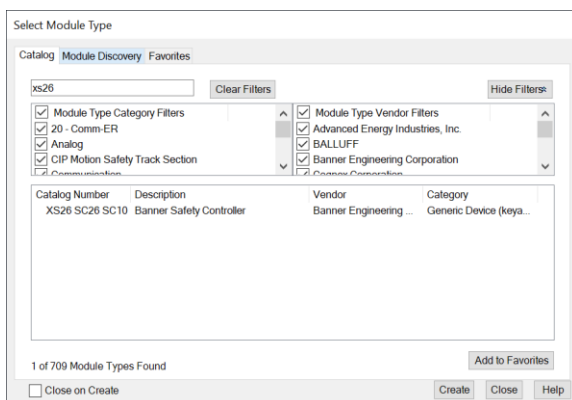 Select Module Type
Catalog Module Discovery Favorites
xs26 Clear Filters Hide Filters
Module Type Category Filters Module Type Vendor Filters
20 - Comm-ER Advanced Energy Industries, Inc.
Analog BALLUFF
CIP Motion Safety Track Section Banner Engineering Corporation
Communication Cognex Corporation
Catalog Number Description Vendor Category
XS26 SC26 SC10 Banner Safety Controller Banner Engineering ... Generic Device (keya...
1 of 709 Module Types Found Add to Favorites
Close on Create Create Close Help